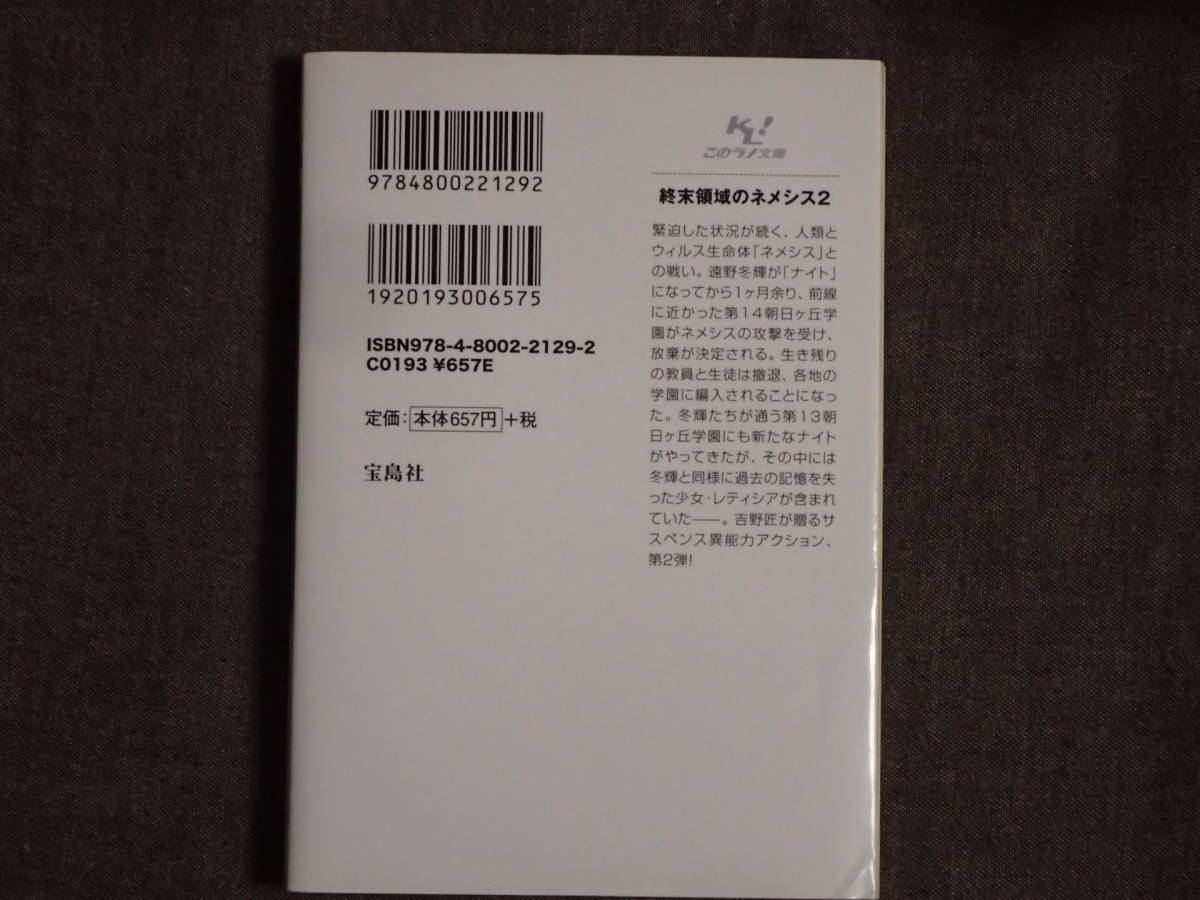 9784800221292
1920193006575
ISBN978-4-8002-2129-2
C0193 ¥657E
定価：本体657円+税
宝島社
KL!
このラノ文庫
終末領域のネメシス2
緊迫した状況が続く、人類と
ウィルス生命体「ネメシス」と
の戦い。遠野冬輝が「ナイト」
になってから1ヶ月余り、前線
に近かった第14朝日ヶ丘学
園がネメシスの攻撃を受け、
放棄が決定される。生き残り
の教員と生徒は撤退、各地の
学園に編入されることになっ
た。冬輝たちが通う第13朝
日ヶ丘学園にも新たなナイト
がやってきたが、その中には
冬輝と同様に過去の記憶を失
った少女・レティシアが含まれ
ていた――。吉野匠が贈るサ
スペンス異能力アクション、
第2弾!